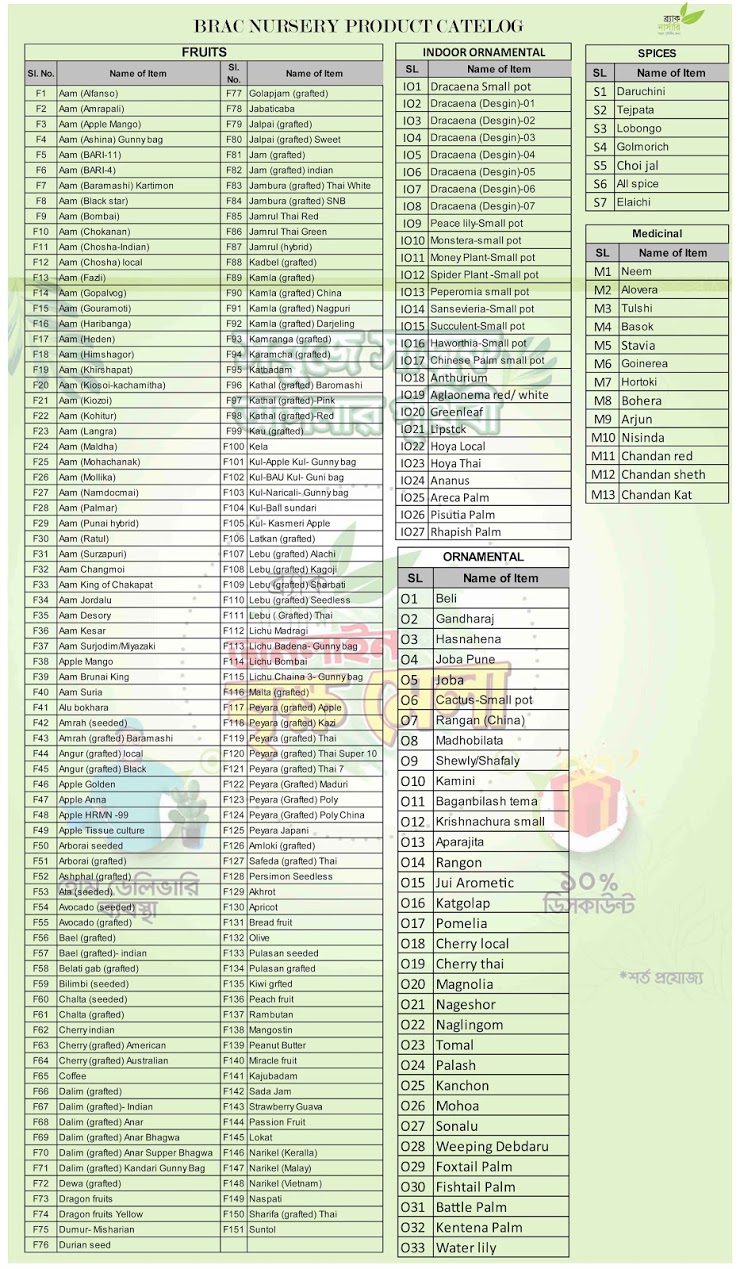 BRAC NURSERY PRODUCT CATELOG
ব্র্যাক
নার্সারি
FRUITS
Sl. No. Name of Item Sl. No. Name of Item
F1 Aam (Alfanso) F77 Golapjam (grafted)
F2 Aam (Amrapali) F78 Jabaticaba
F3 Aam (Apple Mango) F79 Jalpai (grafted)
F4 Aam (Ashina) Gunny bag F80 Jalpai (grafted) Sweet
F5 Aam (BARI-11) F81 Jam (grafted)
F6 Aam (BARI-4) F82 Jam (grafted) indian
F7 Aam (Baramashi) Kartimon F83 Jambura (grafted) Thai White
F8 Aam (Black star) F84 Jambura (grafted) SNB
F9 Aam (Bombai) F85 Jamrul Thai Red
F10 Aam (Chokanan) F86 Jamrul Thai Green
F11 Aam (Chosha-Indian) F87 Jamrul (hybrid)
F12 Aam (Chosha) local F88 Kadbel (grafted)
F13 Aam (Fazli) F89 Kamla (grafted)
F14 Aam (Gopalvog) F90 Kamla (grafted) China
F15 Aam (Gouramoti) F91 Kamla (grafted) Nagpuri
F16 Aam (Haribanga) F92 Kamla (grafted) Darjeling
F17 Aam (Heden) F93 Kamranga (grafted)
F18 Aam (Himshagor) F94 Karamcha (grafted)
F19 Aam (Khirshapat) F95 Katbadam
F20 Aam (Kiosoi-kachamitha) F96 Kathal (grafted) Baromashi
F21 Aam (Kiozoi) F97 Kathal (grafted)-Pink
F22 Aam (Kohitur) F98 Kathal (grafted)-Red
F23 Aam (Langra) F99 Kau (grafted)
F24 Aam (Maldha) F100 Kela
F25 Aam (Mohachanak) F101 Kul-Apple Kul- Gunny bag
F26 Aam (Mollika) F102 Kul-BAU Kul- Guni bag
F27 Aam (Namdocmai) F103 Kul-Naricali- Gunny bag
F28 Aam (Palmar) F104 Kul-Ball sundari
F29 Aam (Punai hybrid) F105 Kul- Kasmeri Apple
F30 Aam (Ratul) F106 Latkan (grafted)
F31 Aam (Surzapuri) F107 Lebu (grafted) Alachi
F32 Aam Changmoi F108 Lebu (grafted) Kagoji
F33 Aam King of Chakapat F109 Lebu (grafted) Sharbati
F34 Aam Jordalu F110 Lebu (grafted) Seedless
F35 Aam Desory F111 Lebu ( Grafted) Thai
F36 Aam Kesar F112 Lichu Madragi
F37 Aam Surjodim/Miyazaki F113 Lichu Badena- Gunny bag
F38 Apple Mango F114 Lichu Bombai
F39 Aam Brunai King F115 Lichu Chaina 3- Gunny bag
F40 Aam Suria F116 Malta (grafted)
F41 Alu bokhara F117 Peyara (grafted) Apple
F42 Amrah (seeded) F118 Peyara (grafted) Kazi
F43 Amrah (grafted) Baramashi F119 Peyara (grafted) Thai
F44 Angur (grafted) local F120 Peyara (grafted) Thai Super 10
F45 Angur (grafted) Black F121 Peyara (grafted) Thai 7
F46 Apple Golden F122 Peyara (Grafted) Maduri
F47 Apple Anna F123 Peyara (Grafted) Poly
F48 Apple HRMN -99 F124 Peyara (Grafted) Poly China
F49 Apple Tissue culture F125 Peyara Japani
F50 Arborai seeded F126 Amloki (grafted)
F51 Arborai (grafted) F127 Safeda (grafted) Thai
F52 Ashphal (grafted) F128 Persimon Seedless
F53 Ata (seeded) F129 Akhrot
F54 Avocado (seeded) F130 Apricot
F55 Avocado (grafted) F131 Bread fruit
F56 Bael (grafted) F132 Olive
F57 Bael (grafted)- indian F133 Pulasan seeded
F58 Belati gab (grafted) F134 Pulasan grafted
F59 Bilimbi (seeded) F135 Kiwi grfted
F60 Chalta (seeded) F136 Peach fruit
F61 Chalta (grafted) F137 Rambutan
F62 Cherry indian F138 Mangostin
F63 Cherry (grafted) American F139 Peanut Butter
F64 Cherry (grafted) Australian F140 Miracle fruit
F65 Coffee F141 Kajubadam
F66 Dalim (grafted) F142 Sada Jam
F67 Dalim (grafted)- Indian F143 Strawberry Guava
F68 Dalim (grafted) Anar F144 Passion Fruit
F69 Dalim (grafted) Anar Bhagwa F145 Lokat
F70 Dalim (grafted) Anar Supper Bhagwa F146 Narikel (Keralla)
F71 Dalim (grafted) Kandari Gunny Bag F147 Narikel (Malay)
F72 Dewa (grafted) F148 Narikel (Vietnam)
F73 Dragon fruits F149 Naspati
F74 Dragon fruits Yellow F150 Sharifa (grafted) Thai
F75 Dumur- Misharian F151 Suntol
F76 Durian seed
INDOOR ORNAMENTAL
SL Name of Item
IO1 Dracaena Small pot
IO2 Dracaena (Desgin)-01
IO3 Dracaena (Desgin)-02
IO4 Dracaena (Desgin)-03
IO5 Dracaena (Desgin)-04
IO6 Dracaena (Desgin)-05
IO7 Dracaena (Desgin)-06
IO8 Dracaena (Desgin)-07
IO9 Peace lily-Small pot
IO10 Monstera-small pot
IO11 Money Plant-Small pot
IO12 Spider Plant -Small pot
IO13 Peperomia small pot
IO14 Sansevieria-Small pot
IO15 Succulent-Small pot
IO16 Haworthia-Small pot
IO17 Chinese Palm small pot
IO18 Anthurium
IO19 Aglaonema red/ white
IO20 Greenleaf
IO21 Lipstck
IO22 Hoya Local
IO23 Hoya Thai
IO24 Ananus
IO25 Areca Palm
IO26 Pisutia Palm
IO27 Rhapish Palm
ORNAMENTAL
SL Name of Item
O1 Beli
O2 Gandharaj
O3 Hasnahena
O4 Joba Pune
O5 Joba
O6 Cactus-Small pot
O7 Rangan (China)
O8 Madhobilata
O9 Shewly/Shafaly
O10 Kamini
O11 Baganbilash tema
O12 Krishnachura small
O13 Aparajita
O14 Rangon
O15 Jui Arometic
O16 Katgolap
O17 Pomelia
O18 Cherry local
O19 Cherry thai
O20 Magnolia
O21 Nageshor
O22 Naglingom
O23 Tomal
O24 Palash
O25 Kanchon
O26 Mohoa
O27 Sonalu
O28 Weeping Debdaru
O29 Foxtail Palm
O30 Fishtail Palm
O31 Battle Palm
O32 Kentena Palm
O33 Water lily
SPICES
SL Name of Item
S1 Daruchini
S2 Tejpata
S3 Lobongo
S4 Golmorich
S5 Choi jal
S6 All spice
S7 Elaichi
Medicinal
SL Name of Item
M1 Neem
M2 Alovera
M3 Tulshi
M4 Basok
M5 Stavia
M6 Goinerea
M7 Hortoki
M8 Bohera
M9 Arjun
M10 Nisinda
M11 Chandan red
M12 Chandan sheth
M13 Chandan Kat
ব্র্যাক
অনলাইন
বৃক্ষ মেলা
হোম ডেলিভারি
ব্যবস্থা
১০%
ডিসকাউন্ট
*শর্ত প্রযোজ্য